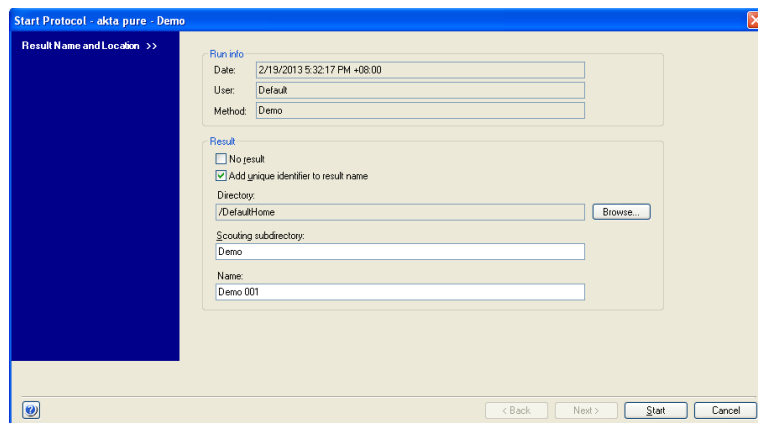 Start Protocol - akta pure - Demo
Result Name and Location >>
Run info
Date: 2/19/2013 5:32:17 PM +08:00
User: Default
Method: Demo
Result
No result
Add unique identifier to result name
Directory:
/DefaultHome Browse...
Scouting subdirectory:
Demo
Name:
Demo 001
< Back Next > Start Cancel